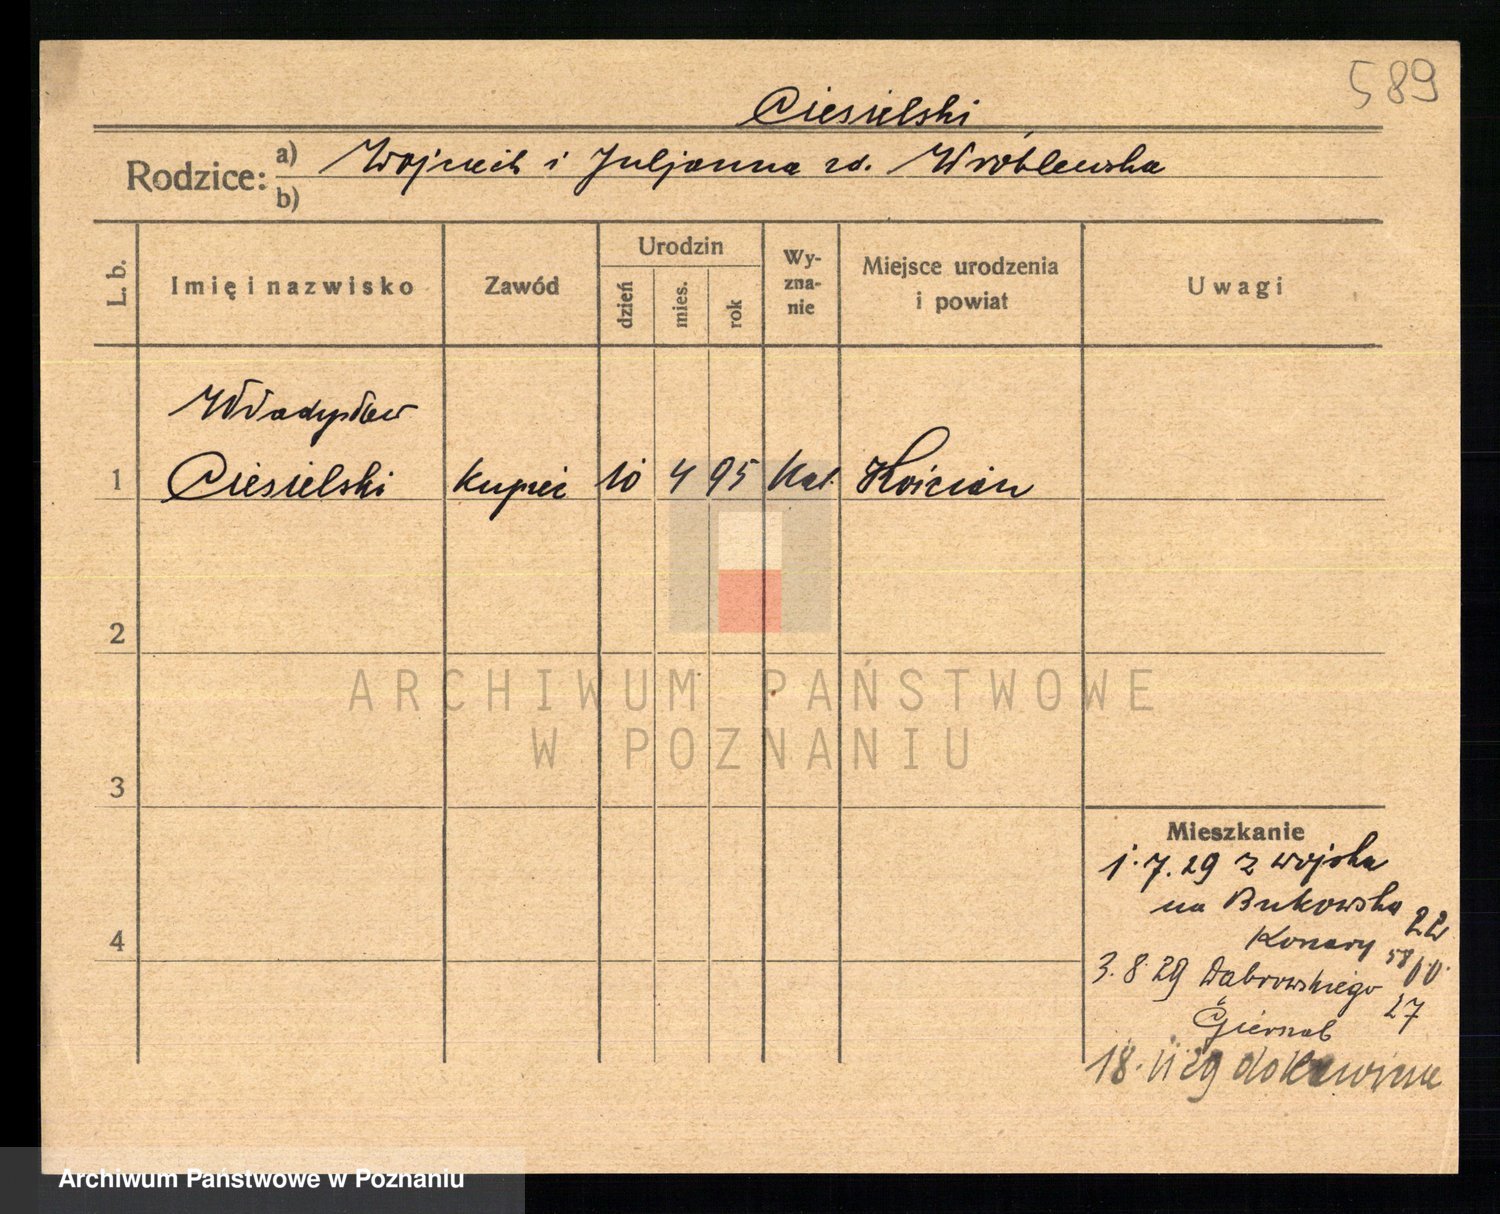 589
Ciesielski
Rodzice: a) Wojciech i Juljanna zd. Wróblewska
b)
L. b.
Imię i nazwisko
Zawód
Urodzin
dzień
mies.
rok
Wy-
zna-
nie
Miejsce urodzenia
i powiat
Uwagi
Władysław
1 Ciesielski kupiec 10 4 95 Kat. Kościan
2
3
4
ARCHIWUM PAŃSTWOWE
W POZNANIU
Mieszkanie
1.7.29 z wojska
na Bukowska 22
Konary
3.8.29 Dąbrowskiego 27
18. 11 29 do
Archiwum Państwowe w Poznaniu